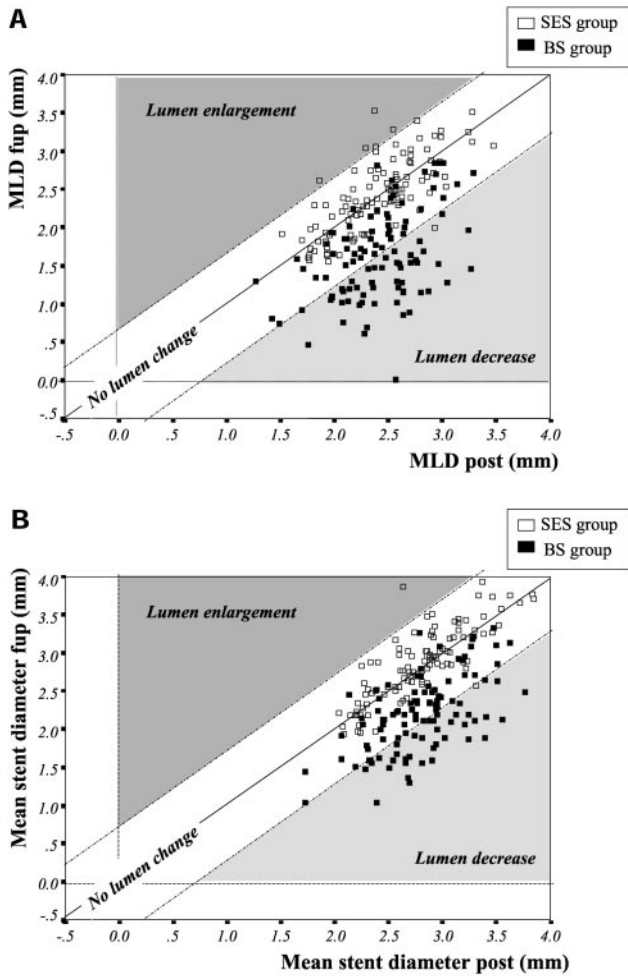 A
SES group
BS group
MLD fup (mm)
4.0
3.5
3.0
2.5
2.0
1.5
1.0
.5
0.0
-.5
Lumen enlargement
Lumen decrease
No lumen change
-.5 0.0 .5 1.0 1.5 2.0 2.5 3.0 3.5 4.0
MLD post (mm)
B
SES group
BS group
Mean stent diameter fup (mm)
4.0
3.5
3.0
2.5
2.0
1.5
1.0
.5
0.0
-.5
Lumen enlargement
Lumen decrease
No lumen change
-.5 0.0 .5 1.0 1.5 2.0 2.5 3.0 3.5 4.0
Mean stent diameter post (mm)